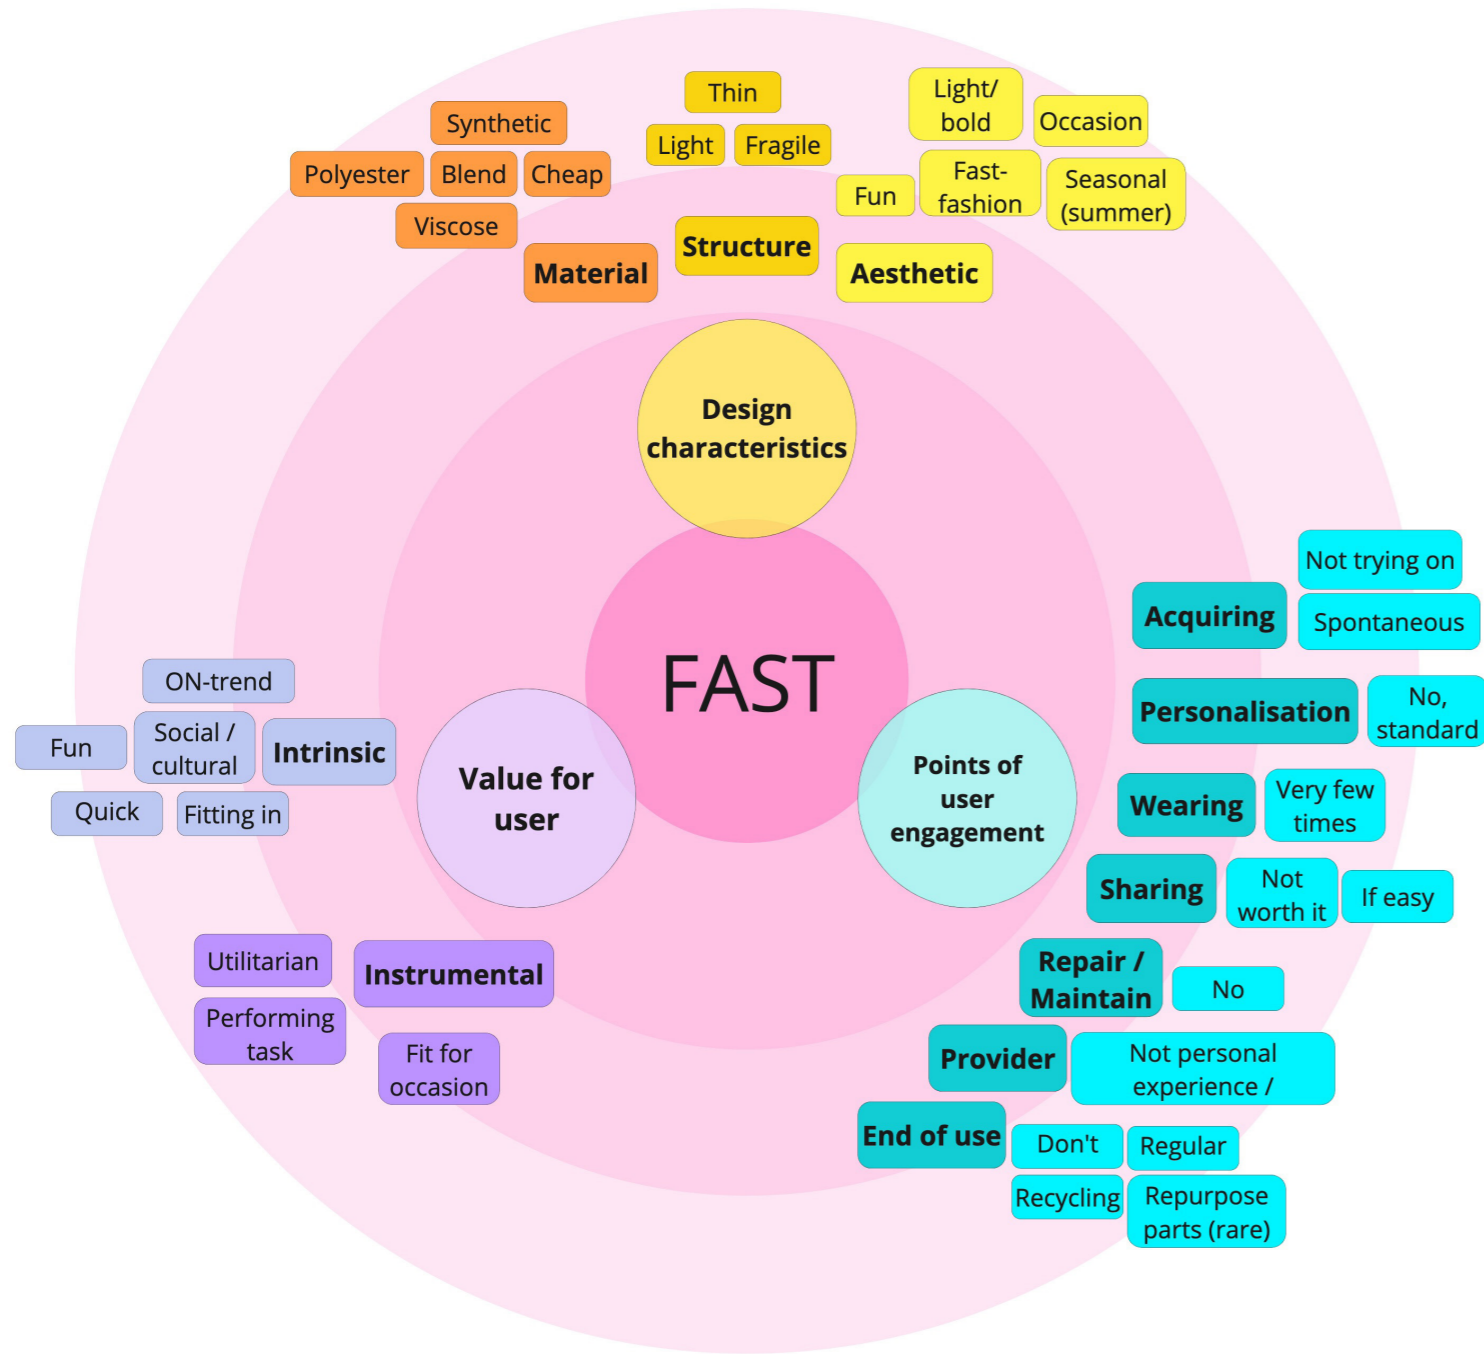 Thin
Light
Fragile
Structure
Synthetic
Polyester
Blend
Cheap
Viscose
Material
Light/
bold
Occasion
Fun
Fast-
fashion
Seasonal
(summer)
Aesthetic
Design
characteristics
FAST
Value for
user
Points of
user
engagement
ON-trend
Fun
Social /
cultural
Intrinsic
Quick
Fitting in
Utilitarian
Instrumental
Performing
task
Fit for
occasion
Acquiring
Not trying on
Spontaneous
Personalisation
No,
standard
Wearing
Very few
times
Sharing
Not
worth it
If easy
Repair /
Maintain
No
Provider
Not personal
experience /
End of use
Don't
Regular
Recycling
Repurpose
parts (rare)